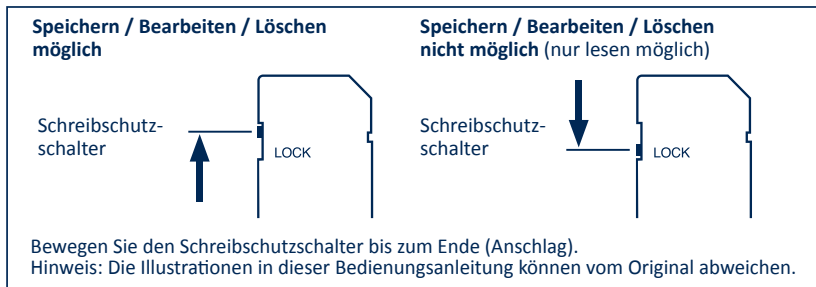 Speichern / Bearbeiten / Löschen
möglich
Schreibschutz-
schalter
LOCK
Speichern / Bearbeiten / Löschen
nicht möglich (nur lesen möglich)
Schreibschutz-
schalter
LOCK
Bewegen Sie den Schreibschutzschalter bis zum Ende (Anschlag).
Hinweis: Die Illustrationen in dieser Bedienungsanleitung können vom Original abweichen.